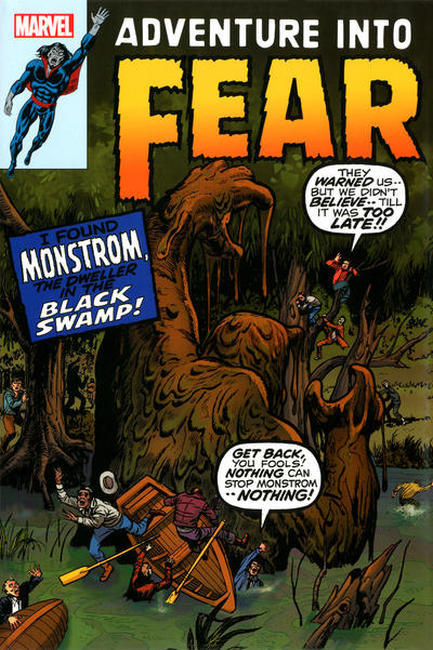 MARVEL
ADVENTURE INTO
FEAR
THEY
WARNED US--
BUT WE DIDN'T
BELIEVE-- TILL
IT WAS TOO
LATE!!
I FOUND
MONSTROM,
THE DWELLER
IN THE
BLACK
SWAMP!
GET BACK,
YOU FOOLS!
NOTHING CAN
STOP MONSTROM
-- NOTHING!